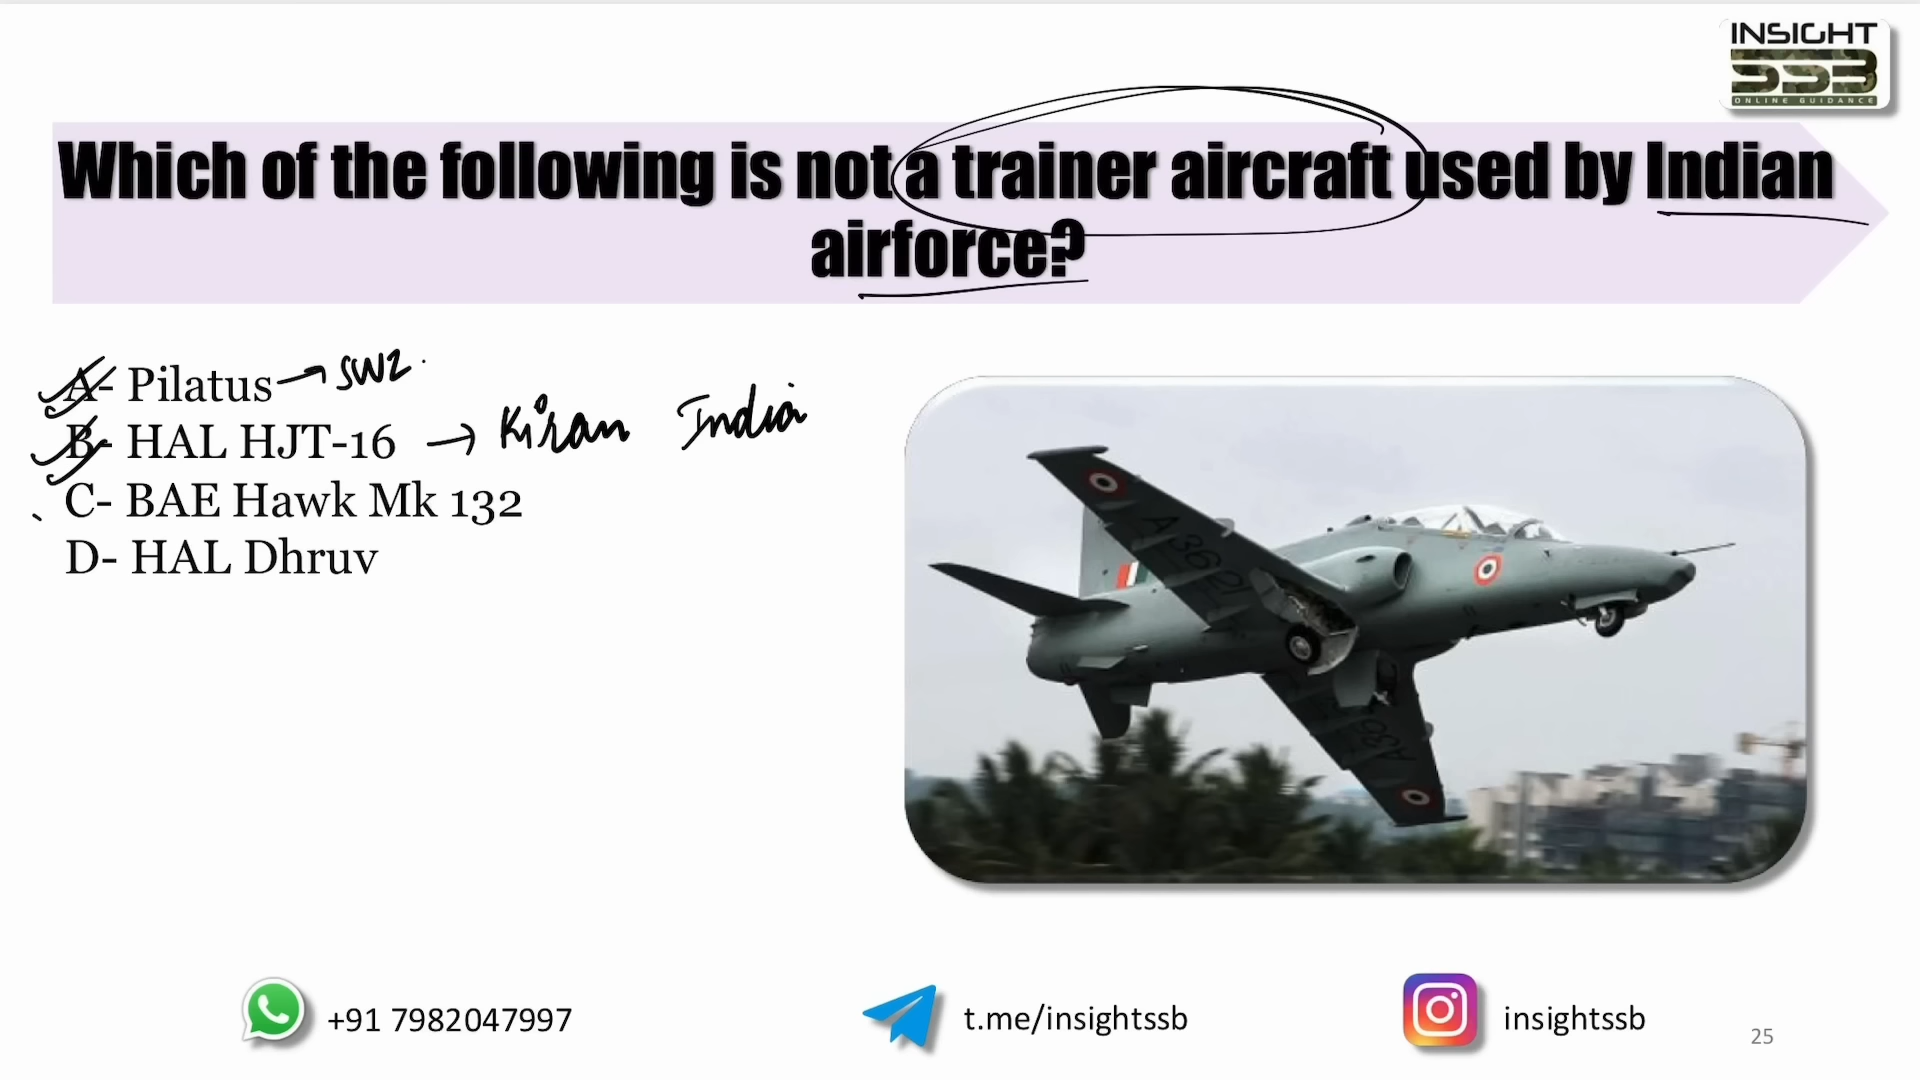 INSIGHT
SSB
ONLINE GUIDANCE
Which of the following is not a trainer aircraft used by Indian
airforce?
A- Pilatus → SWZ
B- HAL HJT-16 → Kiran India
C- BAE Hawk Mk 132
D- HAL Dhruv
A3621
+91 7982047997
t.me/insightssb
insightssb
25